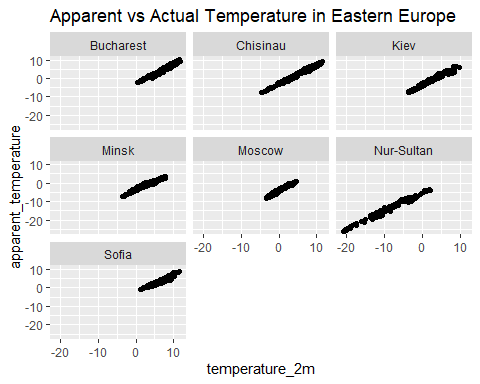 Apparent vs Actual Temperature in Eastern Europe
Bucharest Chisinau Kiev
10
0
-10
-20
Minsk Moscow Nur-Sultan
10
0
-10
-20
-20 -10 0 10 -20 -10 0 10
Sofia
10
0
-10
-20
-20 -10 0 10
apparent_temperature
temperature_2m